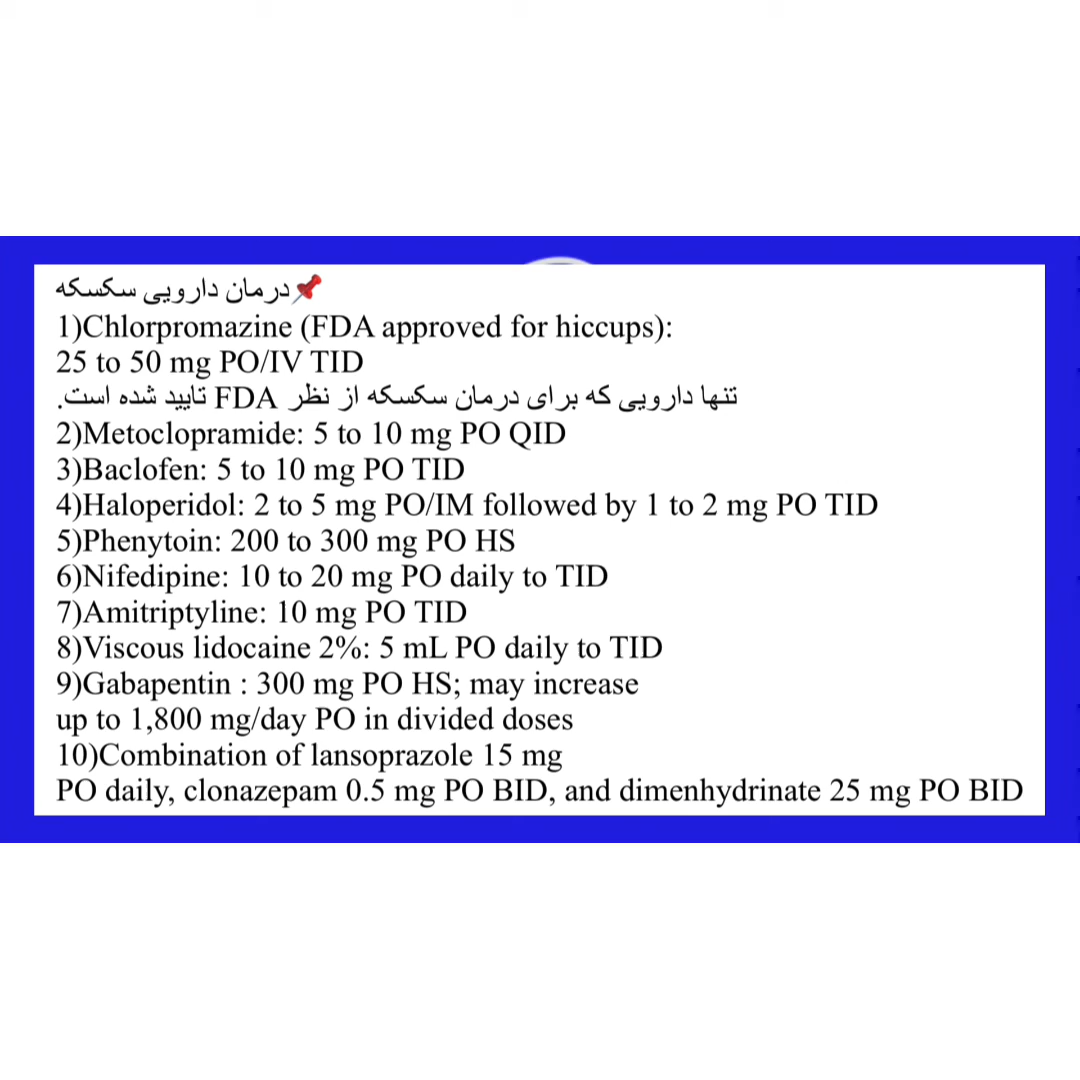 📌درمان دارویی سکسکه
1)Chlorpromazine (FDA approved for hiccups):
25 to 50 mg PO/IV TID
تنها دارویی که برای درمان سکسکه از نظر FDA تایید شده است.
2)Metoclopramide: 5 to 10 mg PO QID
3)Baclofen: 5 to 10 mg PO TID
4)Haloperidol: 2 to 5 mg PO/IM followed by 1 to 2 mg PO TID
5)Phenytoin: 200 to 300 mg PO HS
6)Nifedipine: 10 to 20 mg PO daily to TID
7)Amitriptyline: 10 mg PO TID
8)Viscous lidocaine 2%: 5 mL PO daily to TID
9)Gabapentin : 300 mg PO HS; may increase
up to 1,800 mg/day PO in divided doses
10)Combination of lansoprazole 15 mg
PO daily, clonazepam 0.5 mg PO BID, and dimenhydrinate 25 mg PO BID